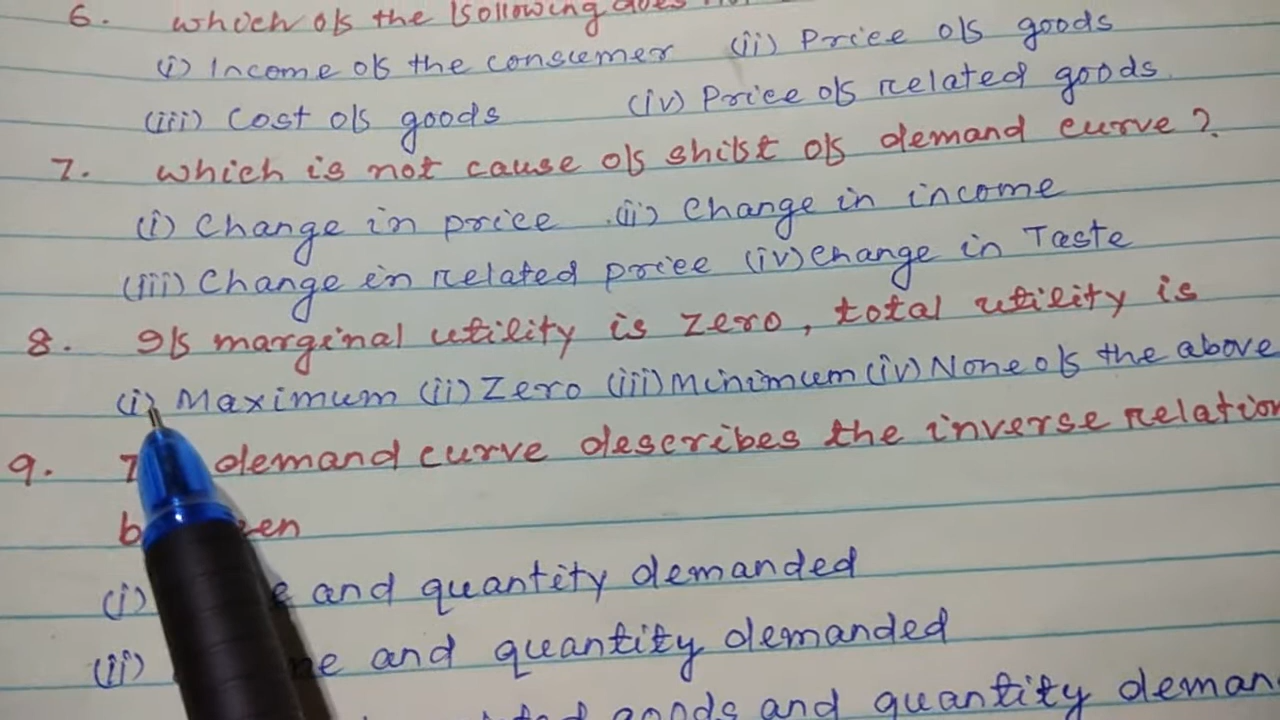 6. which of the following does
(i) Income of the consumer (ii) Price of goods
(iii) Cost of goods (iv) Price of related goods.
7. which is not cause of shift of demand curve?
(i) Change in price (ii) Change in income
(iii) Change in related price (iv) Change in Taste
8. If marginal utility is zero, total utility is
(i) Maximum (ii) Zero (iii) Minimum (iv) None of the above
9. demand curve describes the inverse relation
(i) and quantity demanded
(ii) and quantity demanded
goods and quantity deman